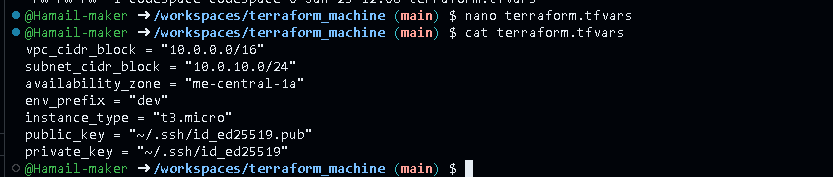 @Hamail-maker ➜ /workspaces/terraform_machine (main) $ nano terraform.tfvars
@Hamail-maker ➜ /workspaces/terraform_machine (main) $ cat terraform.tfvars
vpc_cidr_block = "10.0.0.0/16"
subnet_cidr_block = "10.0.10.0/24"
availability_zone = "me-central-1a"
env_prefix = "dev"
instance_type = "t3.micro"
public_key = "~/.ssh/id_ed25519.pub"
private_key = "~/.ssh/id_ed25519"
@Hamail-maker ➜ /workspaces/terraform_machine (main) $